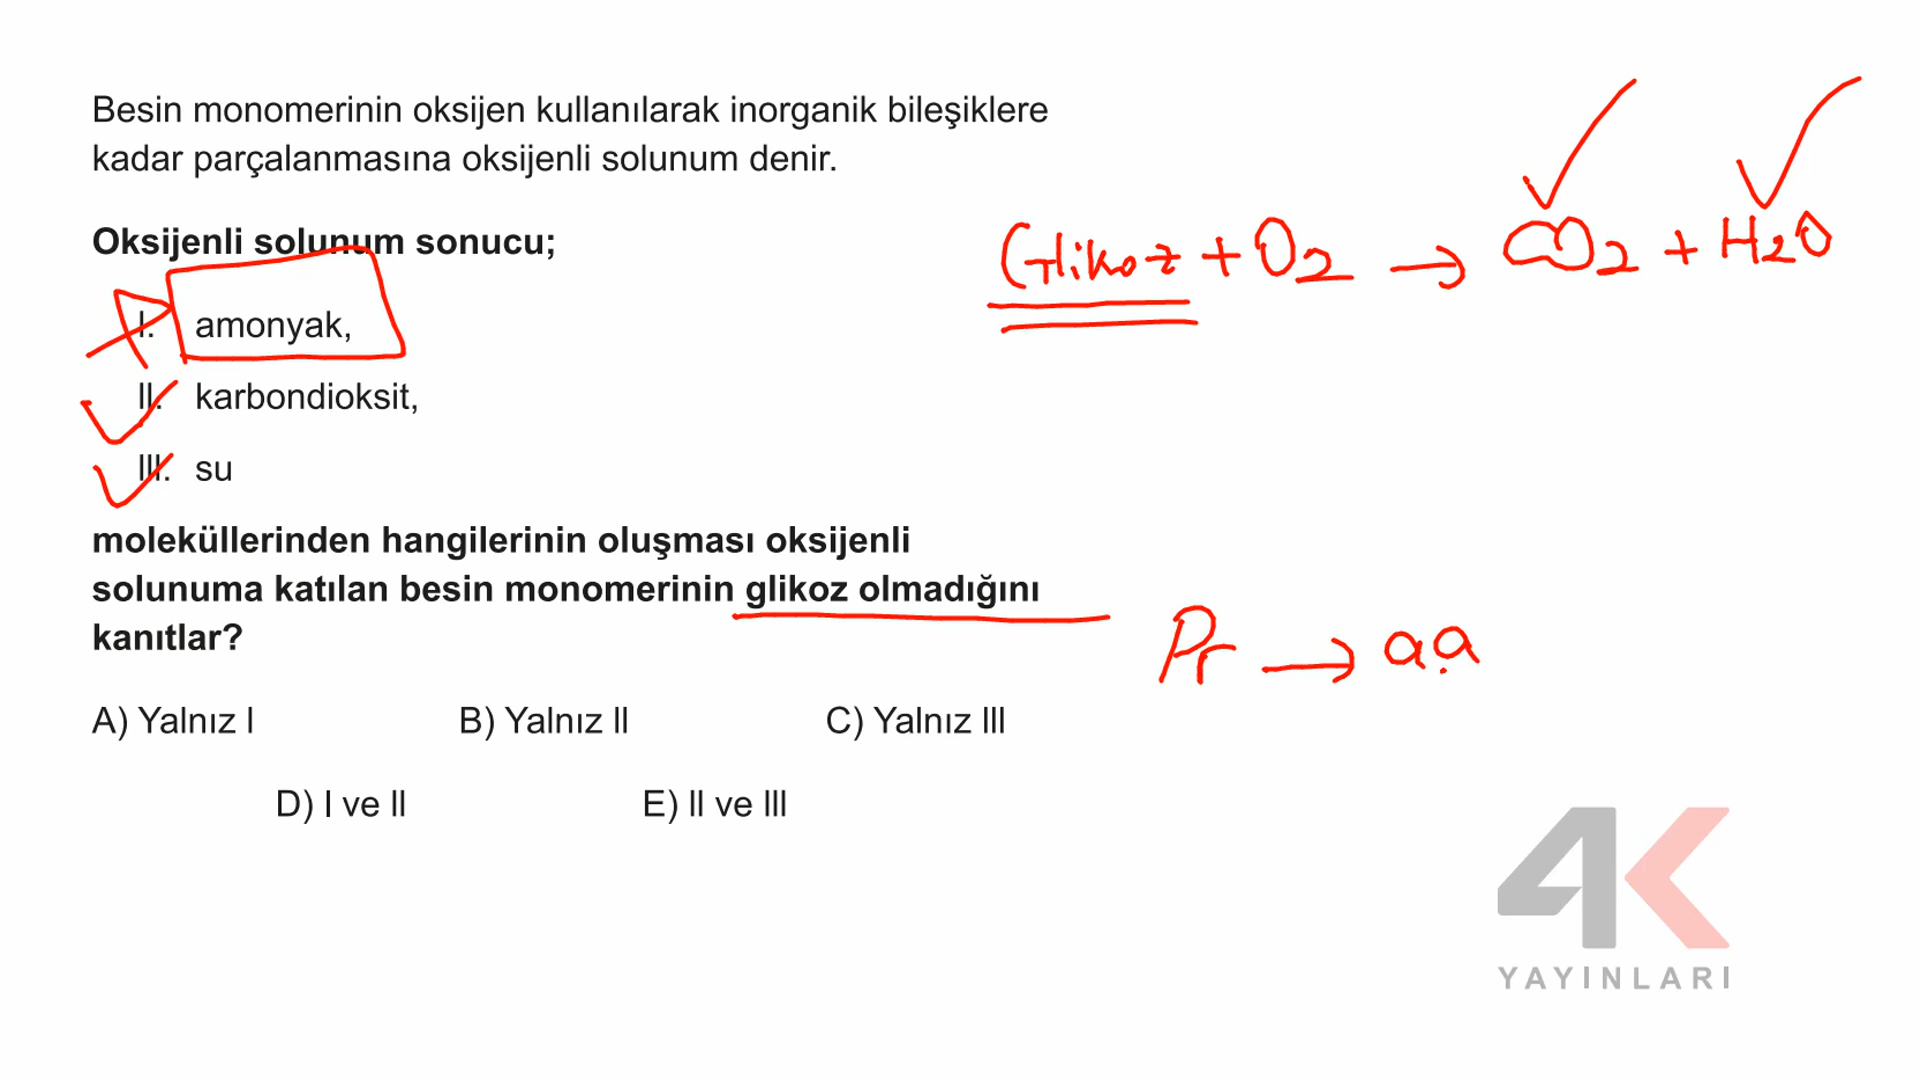 Besin monomerinin oksijen kullanılarak inorganik bileşiklere
kadar parçalanmasına oksijenli solunum denir.
Oksijenli solunum sonucu;
I. amonyak,
II. karbondioksit,
III. su
moleküllerinden hangilerinin oluşması oksijenli
solunuma katılan besin monomerinin glikoz olmadığını
kanıtlar?
A) Yalnız I B) Yalnız II C) Yalnız III
D) I ve II E) II ve III
Glikoz + O2 → CO2 + H2O
Pr → a.a
4K
YAYINLARI